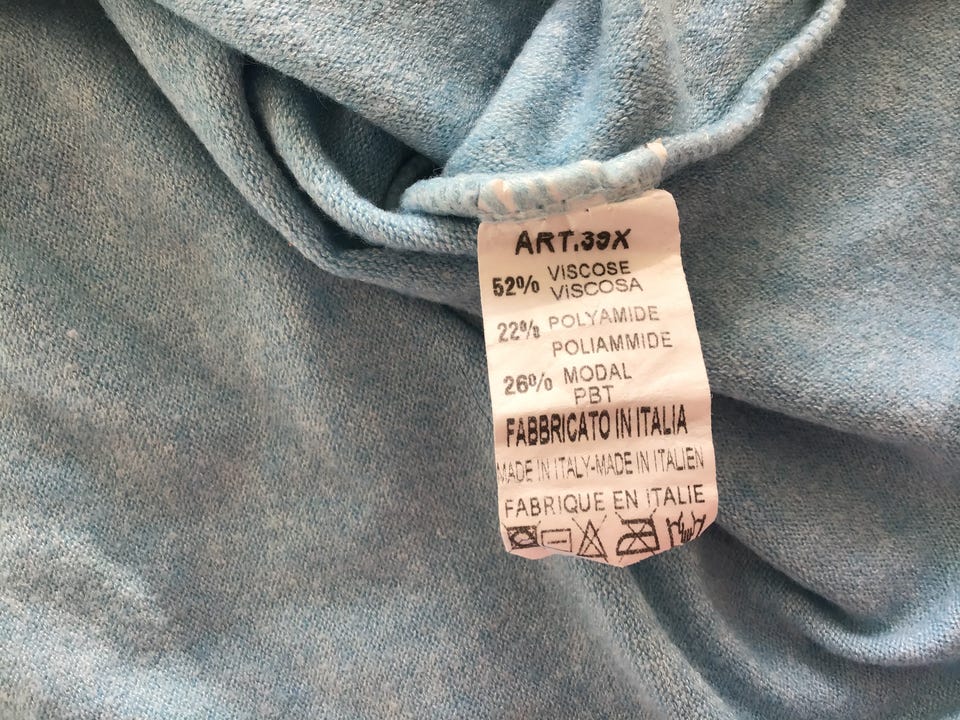 ART.39X
52% VISCOSE
VISCOSA
22% POLYAMIDE
POLIAMMIDE
26% MODAL
PBT
FABBRICATO IN ITALIA
MADE IN ITALY-MADE IN ITALIEN
FABRIQUE EN ITALIE